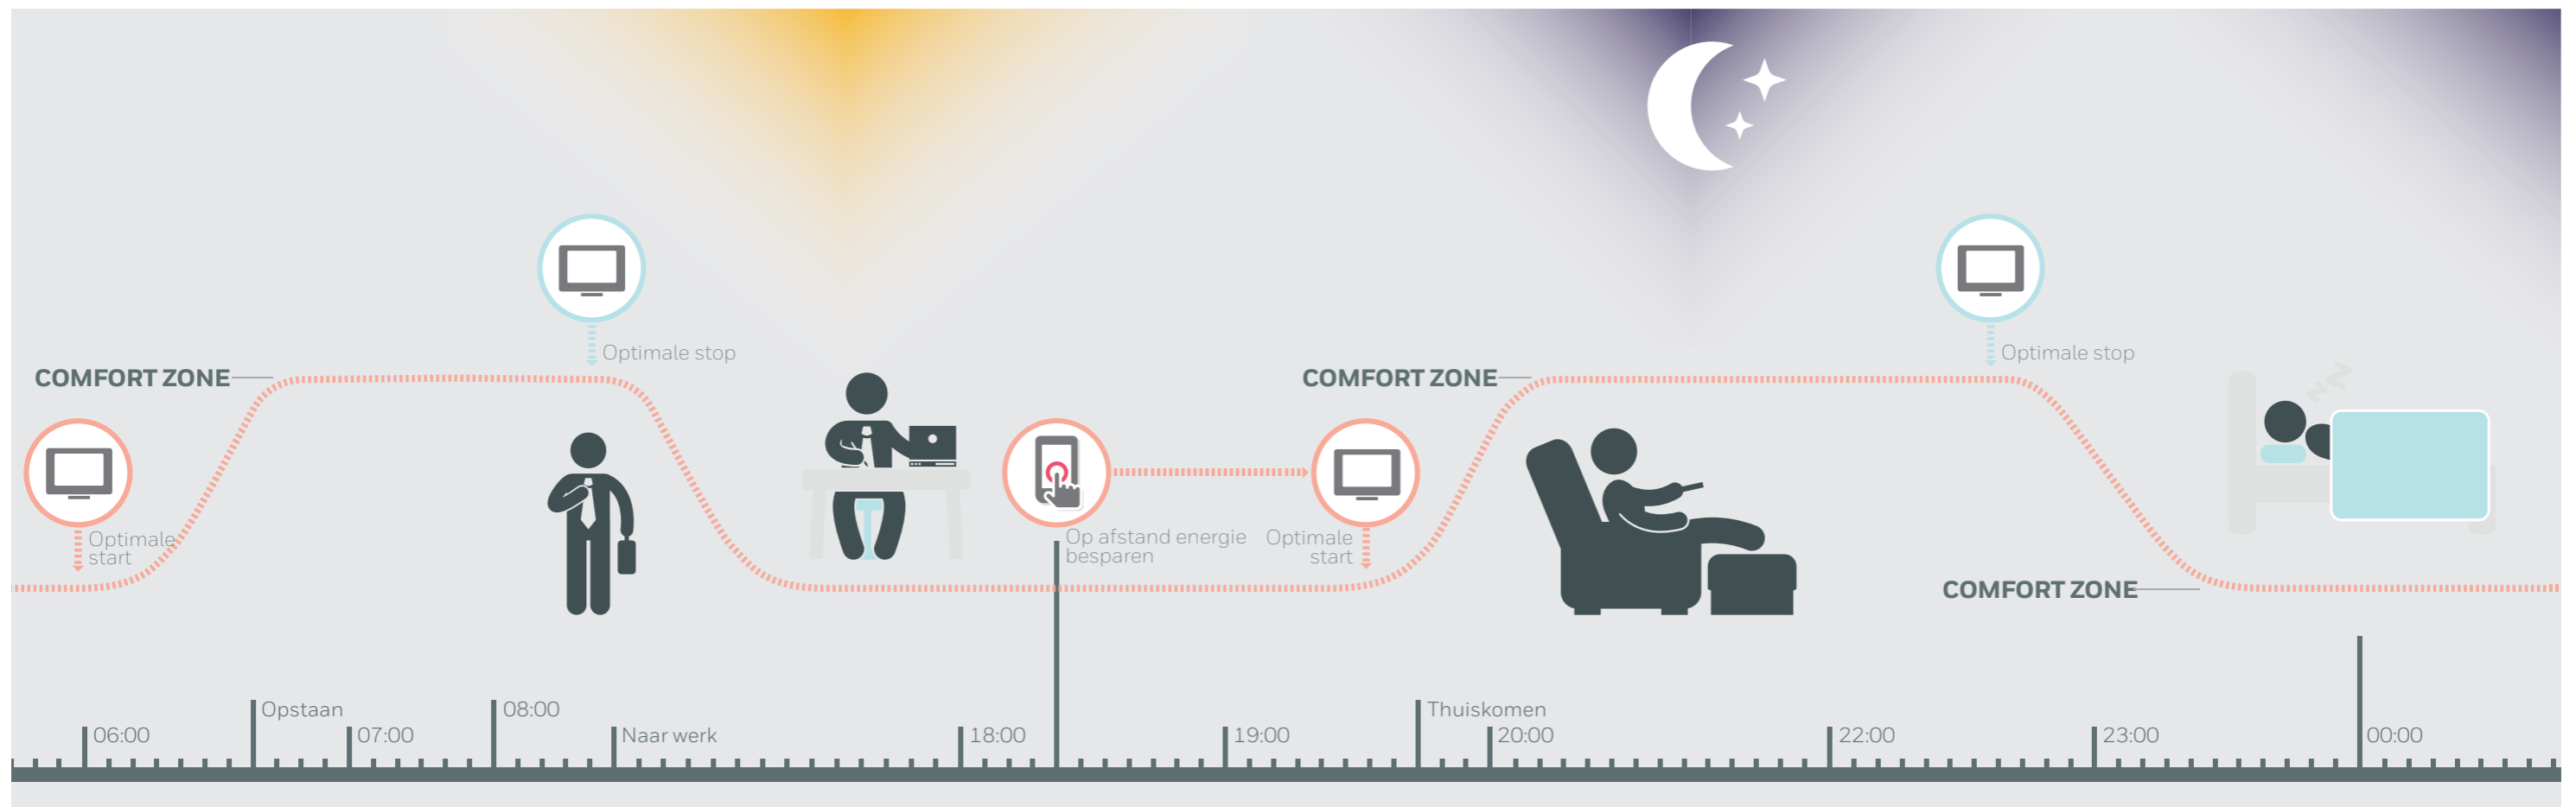 Optimale stop
Optimale stop
COMFORT ZONE
COMFORT ZONE
Optimale
start
Op afstand energie
besparen
Optimale
start
COMFORT ZONE
Opstaan
08:00
Thuiskomen
06:00
07:00
Naar werk
18:00
19:00
20:00
22:00
23:00
00:00